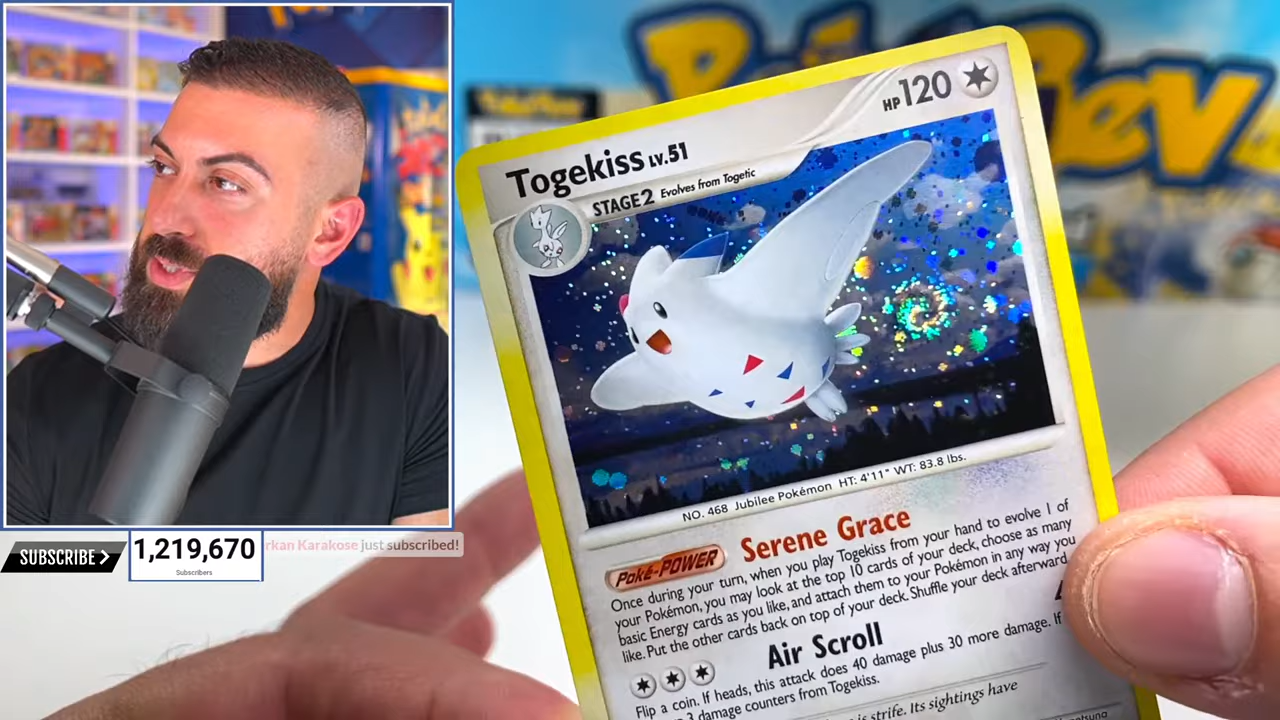 PokéRev
HP 120
Togekiss LV.51
STAGE2 Evolves from Togetic
NO. 468 Jubilee Pokémon HT: 4'11" WT: 83.8 lbs.
Poké-POWER Serene Grace
Once during your turn, when you play Togekiss from your hand to evolve 1 of
your Pokémon, you may look at the top 10 cards of your deck, choose as many
basic Energy cards as you like, and attach them to your Pokémon in any way you
like. Put the other cards back on top of your deck. Shuffle your deck afterward.
Air Scroll
Flip a coin. If heads, this attack does 40 damage plus 30 more damage. If
3 damage counters from Togekiss.
is strife. Its sightings have
SUBSCRIBE >
1,219,670
Subscribers
rkan Karakose just subscribed!